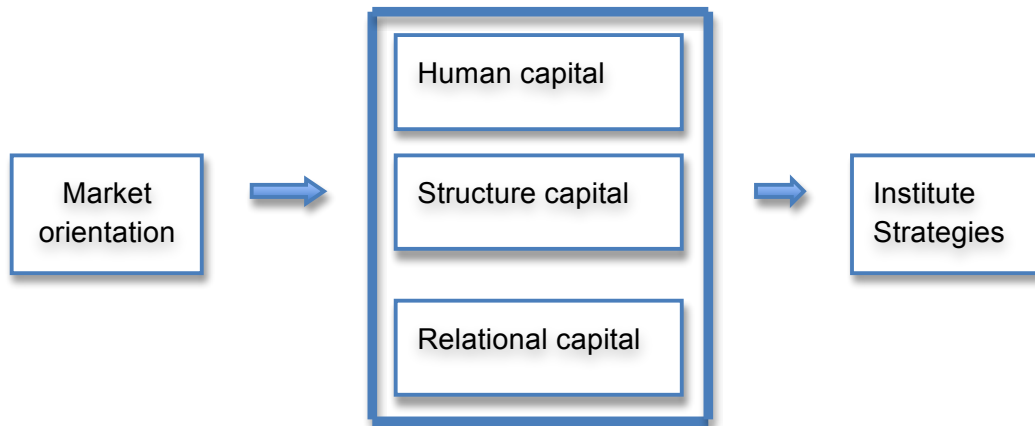 Market
orientation
Human capital
Structure capital
Relational capital
Institute
Strategies